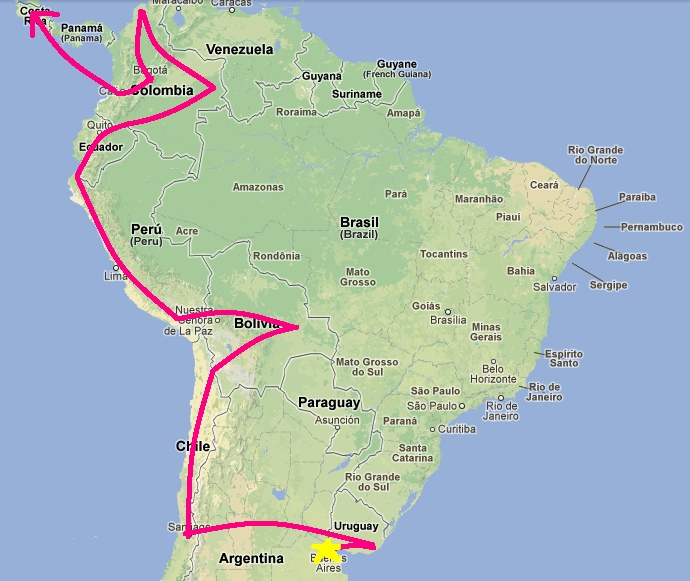 Costa
Rica
Panamá
(Panama)
Maracaibo
Caracas
Venezuela
Bogotá
Colombia
Guyana
Guyane
(French Guiana)
Suriname
Roraima
Amapá
Quito
Ecuador
Rio Grande
do Norte
Ceará
Amazonas
Pará
Maranhão
Paraiba
Piaui
Pernambuco
Perú
(Peru)
Acre
Brasil
(Brazil)
Alagoas
Rondônia
Tocantins
Lima
Mato
Grosso
Bahia
Salvador
Sergipe
Nuestra
Señora
de La Paz
Bolivia
Goiás
Brasília
Minas
Gerais
Espírito
Santo
Mato Grosso
do Sul
Belo
Horizonte
Rio de
Janeiro
São Paulo
São Paulo
Rio de
Janeiro
Paraguay
Asunción
Paraná
Curitiba
Chile
Santa
Catarina
Rio Grande
do Sul
Santiago
Uruguay
Argentina
Buenos
Aires